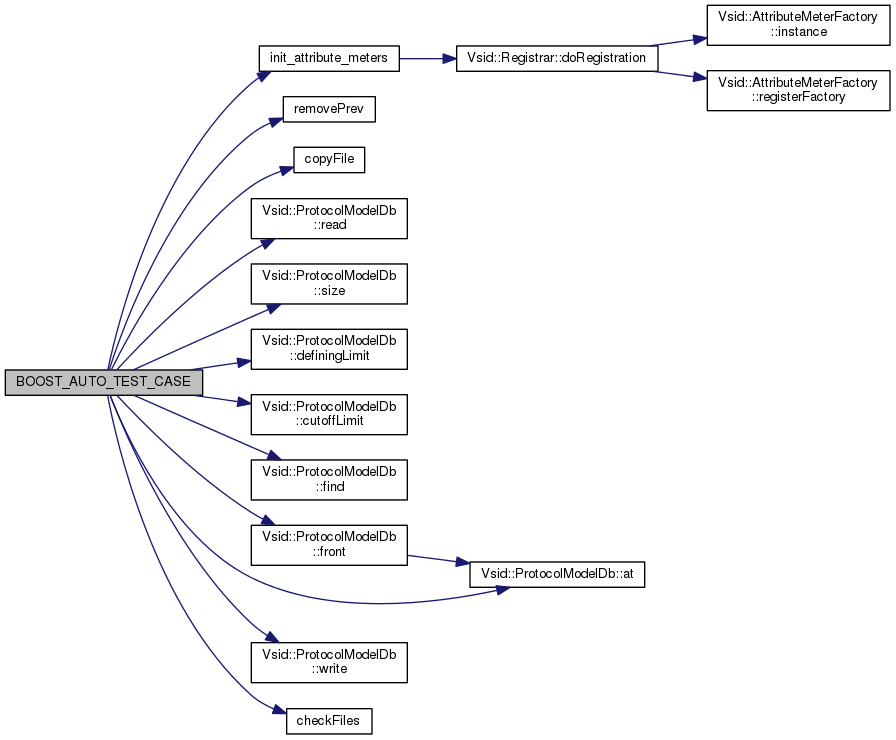 Vsid::AttributeMeterFactory
::instance
init_attribute_meters
Vsid::Registrar::doRegistration
Vsid::AttributeMeterFactory
::registerFactory
removePrev
copyFile
Vsid::ProtocolModelDb
::read
Vsid::ProtocolModelDb
::size
Vsid::ProtocolModelDb
::definingLimit
BOOST_AUTO_TEST_CASE
Vsid::ProtocolModelDb
::cutoffLimit
Vsid::ProtocolModelDb
::find
Vsid::ProtocolModelDb
::front
Vsid::ProtocolModelDb::at
Vsid::ProtocolModelDb
::write
checkFiles